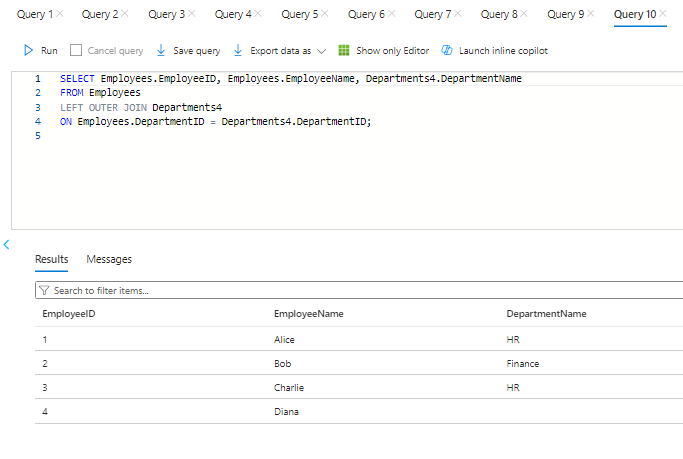 Query 1 Query 2 Query 3 Query 4 Query 5 Query 6 Query 7 Query 8 Query 9 Query 10
Run Cancel query Save query Export data as Show only Editor Launch inline copilot
1 SELECT Employees.EmployeeID, Employees.EmployeeName, Departments4.DepartmentName
2 FROM Employees
3 LEFT OUTER JOIN Departments4
4 ON Employees.DepartmentID = Departments4.DepartmentID;
5
Results Messages
Search to filter items...
EmployeeID EmployeeName DepartmentName
1 Alice HR
2 Bob Finance
3 Charlie HR
4 Diana